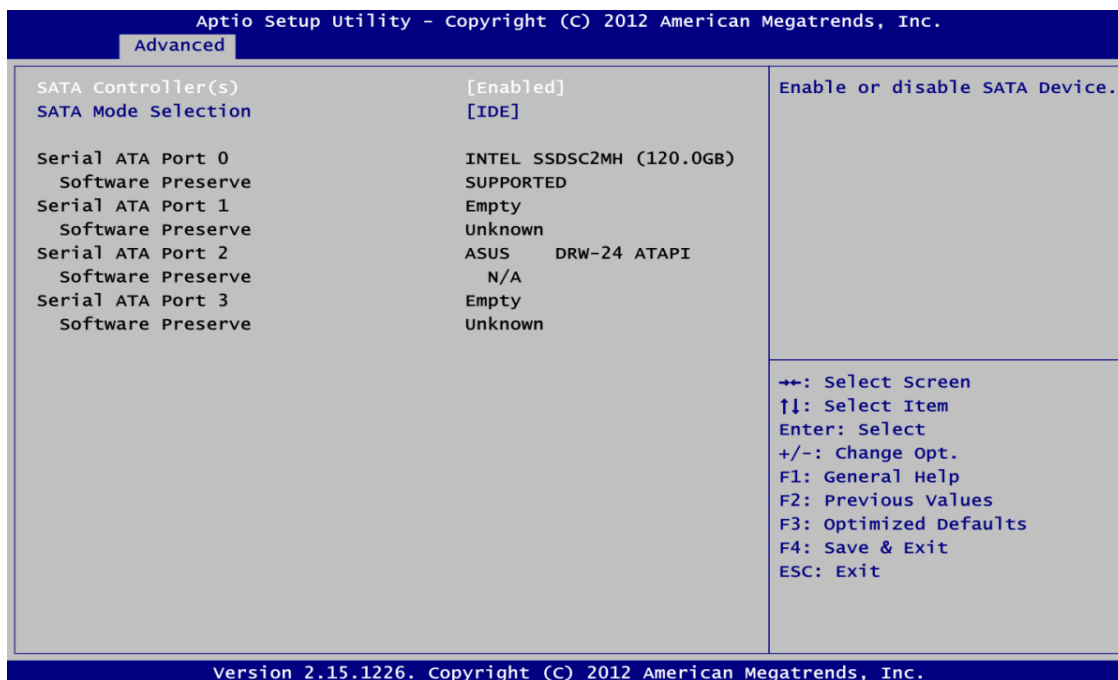 Aptio Setup Utility - Copyright (C) 2012 American Megatrends, Inc.
Advanced
SATA Controller(s) [Enabled]
SATA Mode Selection [IDE]
Serial ATA Port 0 INTEL SSDSC2MH (120.0GB)
Software Preserve SUPPORTED
Serial ATA Port 1 Empty
Software Preserve Unknown
Serial ATA Port 2 ASUS DRW-24 ATAPI
Software Preserve N/A
Serial ATA Port 3 Empty
Software Preserve Unknown
Enable or disable SATA Device.
→←: Select Screen
↑↓: Select Item
Enter: Select
+/-: Change Opt.
F1: General Help
F2: Previous Values
F3: Optimized Defaults
F4: Save & Exit
ESC: Exit
Version 2.15.1226. Copyright (C) 2012 American Megatrends, Inc.